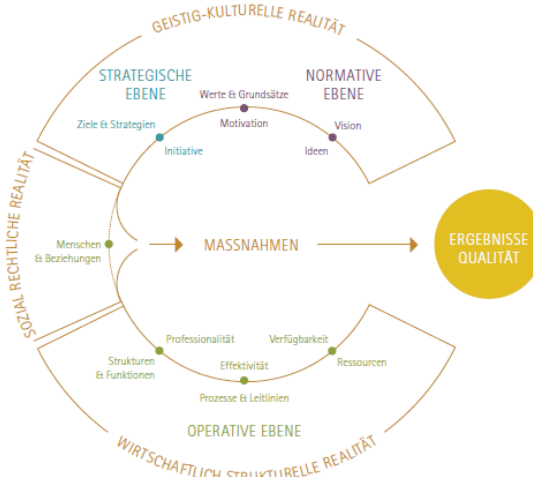 GEISTIG-KULTURELLE REALITÄT
STRATEGISCHE
EBENE
NORMATIVE
EBENE
Werte & Grundsätze
Motivation
Ziele & Strategien
Initiative
Vision
Ideen
SOZIAL RECHTLICHE REALITÄT
Menschen
& Beziehungen
MASSNAHMEN
ERGEBNISSE
QUALITÄT
Professionalität
Verfügbarkeit
Strukturen
& Funktionen
Effektivität
Ressourcen
Prozesse & Leitlinien
OPERATIVE EBENE
WIRTSCHAFTLICH STRUKTURELLE REALITÄT